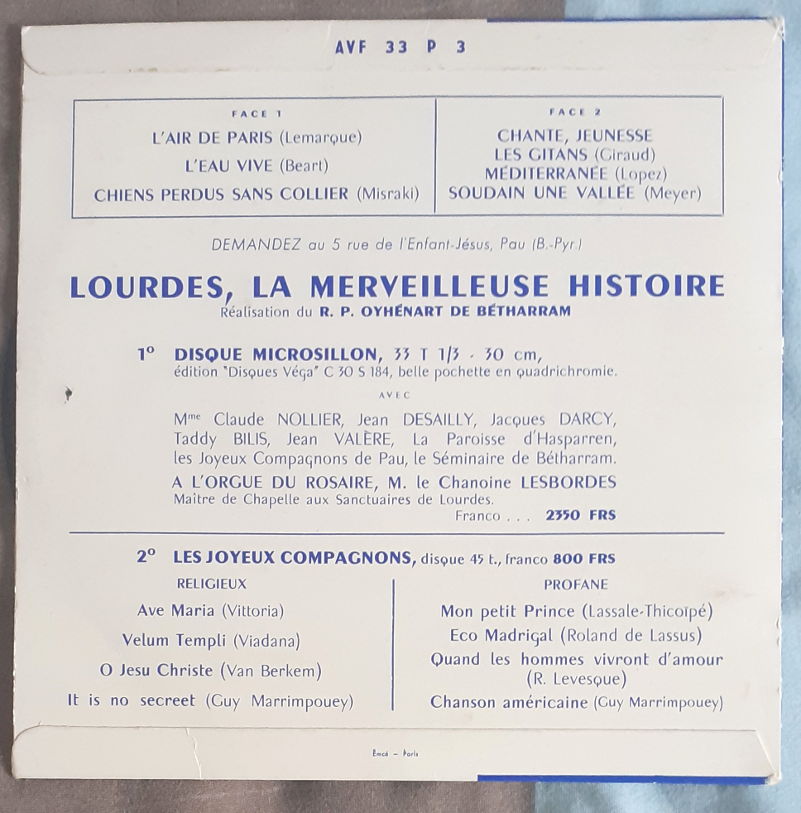 AVF 33 P 3
FACE 1
L'AIR DE PARIS (Lemarque)
L'EAU VIVE (Beart)
CHIENS PERDUS SANS COLLIER (Misraki)
FACE 2
CHANTE, JEUNESSE
LES GITANS (Giraud)
MÉDITERRANÉE (Lopez)
SOUDAIN UNE VALLÉE (Meyer)
DEMANDEZ au 5 rue de l'Enfant-Jésus, Pau (B.-Pyr.)
LOURDES, LA MERVEILLEUSE HISTOIRE
Réalisation du R. P. OYHÉNART DE BÉTHARRAM
1º DISQUE MICROSILLON, 33 T 1/3 - 30 cm,
édition "Disques Véga" C 30 S 184, belle pochette en quadrichromie.
AVEC
Mme Claude NOLLIER, Jean DESAILLY, Jacques DARCY,
Taddy BILIS, Jean VALÈRE, La Paroisse d'Hasparren,
les Joyeux Compagnons de Pau, le Séminaire de Bétharram.
A L'ORGUE DU ROSAIRE, M. le Chanoine LESBORDES
Maitre de Chapelle aux Sanctuaires de Lourdes.
Franco . . . 2350 FRS
2º LES JOYEUX COMPAGNONS, disque 45 t., franco 800 FRS
RELIGIEUX
Ave Maria (Vittoria)
Velum Templi (Viadana)
O Jesu Christe (Van Berkem)
It is no secreet (Guy Marrimpouey)
PROFANE
Mon petit Prince (Lassale-Thicoïpé)
Eco Madrigal (Roland de Lassus)
Quand les hommes vivront d'amour
(R. Levesque)
Chanson américaine (Guy Marrimpouey)
Emcé - Paris